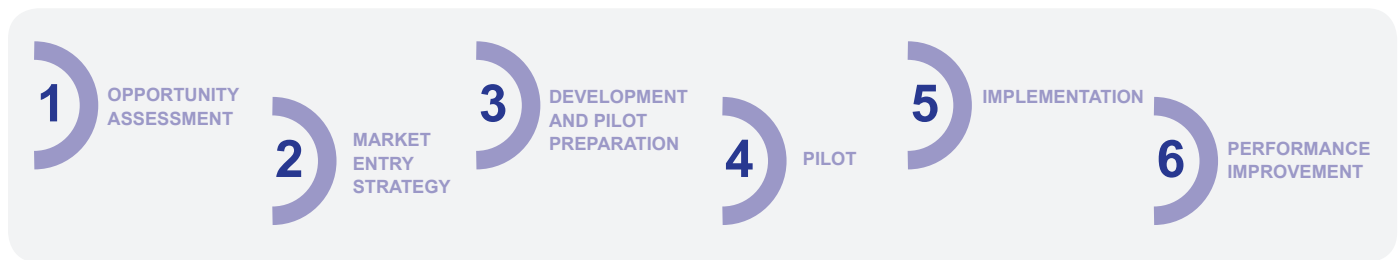 1
OPPORTUNITY
ASSESSMENT
2
MARKET
ENTRY
STRATEGY
3
DEVELOPMENT
AND PILOT
PREPARATION
4
PILOT
5
IMPLEMENTATION
6
PERFORMANCE
IMPROVEMENT